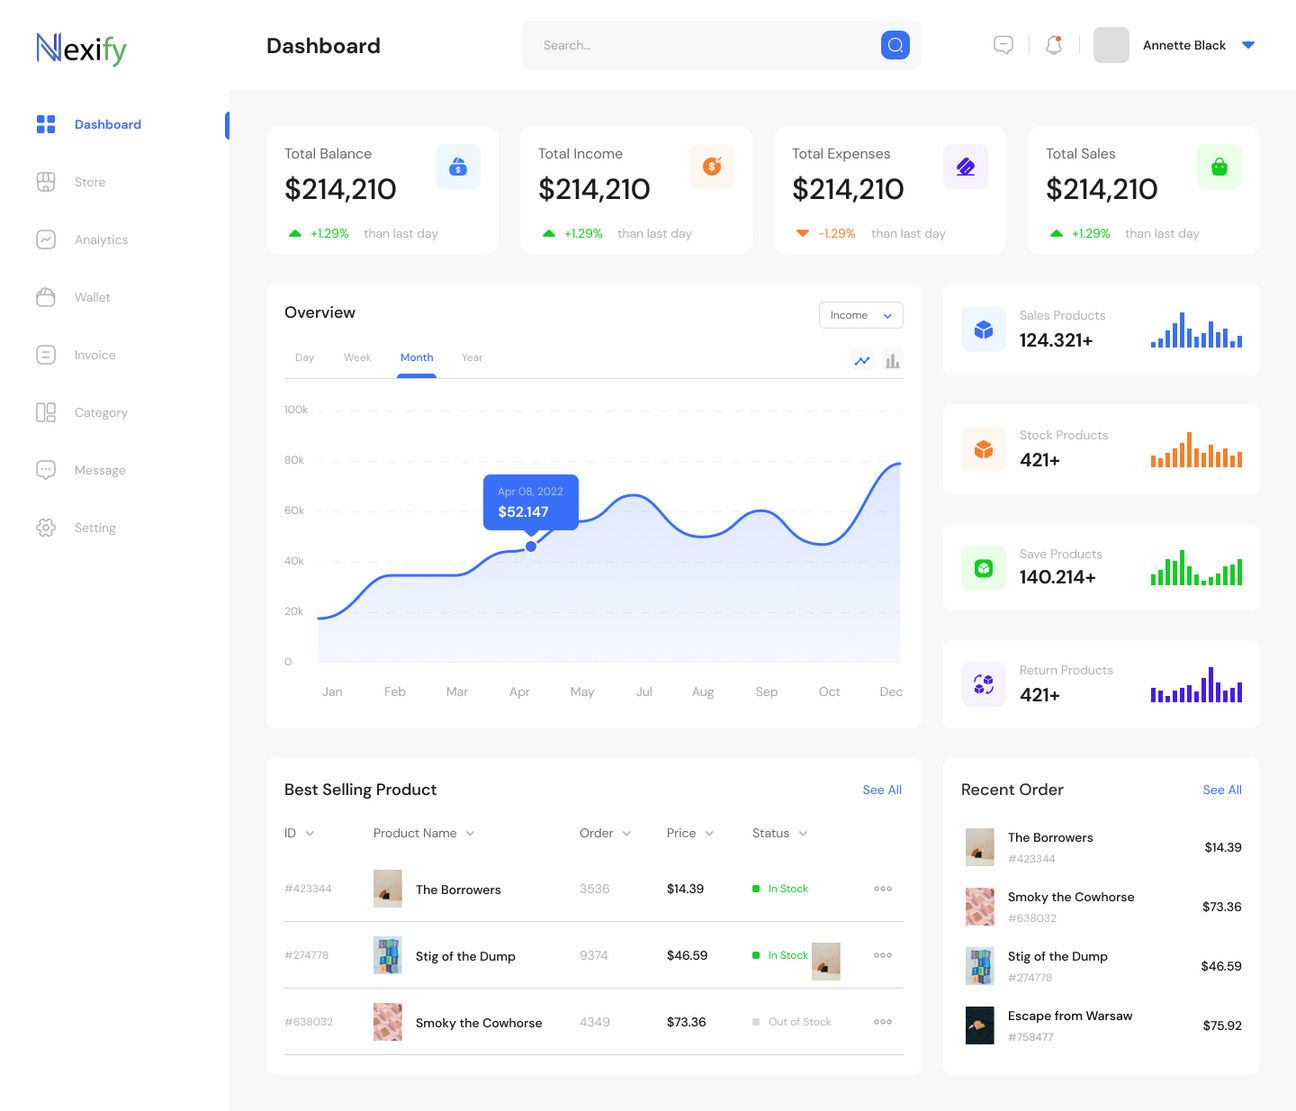 Nexify
Dashboard
Search...
Annette Black
Dashboard
Store
Analytics
Wallet
Invoice
Category
Message
Setting
Total Balance
$214,210
+1.29% than last day
Total Income
$214,210
+1.29% than last day
Total Expenses
$214,210
-1.29% than last day
Total Sales
$214,210
+1.29% than last day
Overview
Income
Day Week Month Year
100k
80k
60k
40k
20k
0
Apr 08, 2022
$52.147
Jan Feb Mar Apr May Jul Aug Sep Oct Dec
Sales Products
124.321+
Stock Products
421+
Save Products
140.214+
Return Products
421+
Best Selling Product See All
ID Product Name Order Price Status
#423344 The Borrowers 3536 $14.39 In Stock
#274778 Stig of the Dump 9374 $46.59 In Stock
#638032 Smoky the Cowhorse 4349 $73.36 Out of Stock
Recent Order See All
The Borrowers
#423344
$14.39
Smoky the Cowhorse
#638032
$73.36
Stig of the Dump
#274778
$46.59
Escape from Warsaw
#758477
$75.92